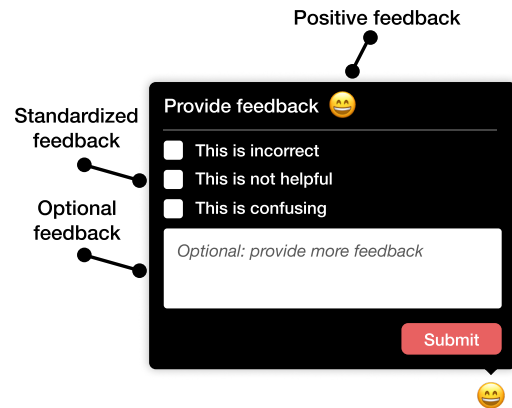 Positive feedback
Provide feedback
Standardized
feedback
This is incorrect
This is not helpful
This is confusing
Optional
feedback
Optional: provide more feedback
Submit